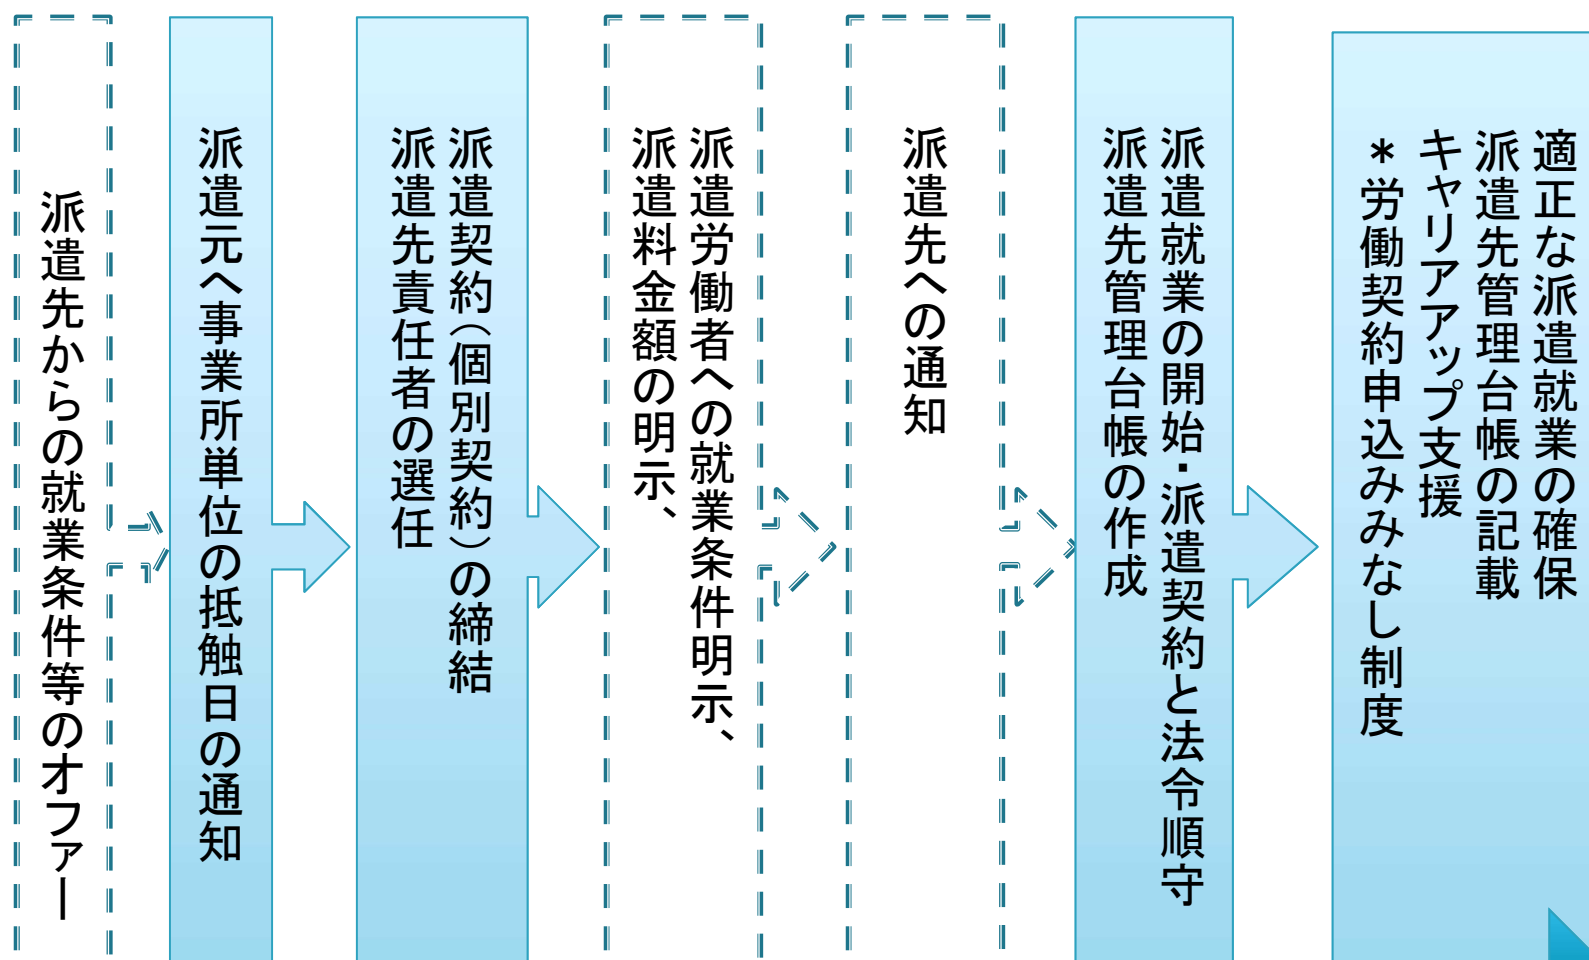 派遣先からの就業条件等のオファー
派遣元へ事業所単位の抵触日の通知
派遣契約（個別契約）の締結
派遣先責任者の選任
派遣労働者への就業条件明示、
派遣料金額の明示、
派遣先への通知
派遣就業の開始・派遣契約と法令順守
派遣先管理台帳の作成
適正な派遣就業の確保
派遣先管理台帳の記載
キャリアアップ支援
＊労働契約申込みみなし制度